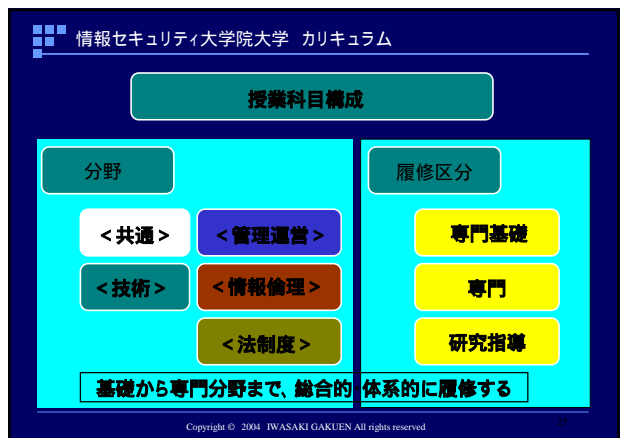 情報セキュリティ大学院大学　カリキュラム
授業科目構成
分野
＜共通＞
＜管理運営＞
＜技術＞
＜情報倫理＞
＜法制度＞
履修区分
専門基礎
専門
研究指導
基礎から専門分野まで、総合的・体系的に履修する
Copyright © 2004 IWASAKI GAKUEN All rights reserved